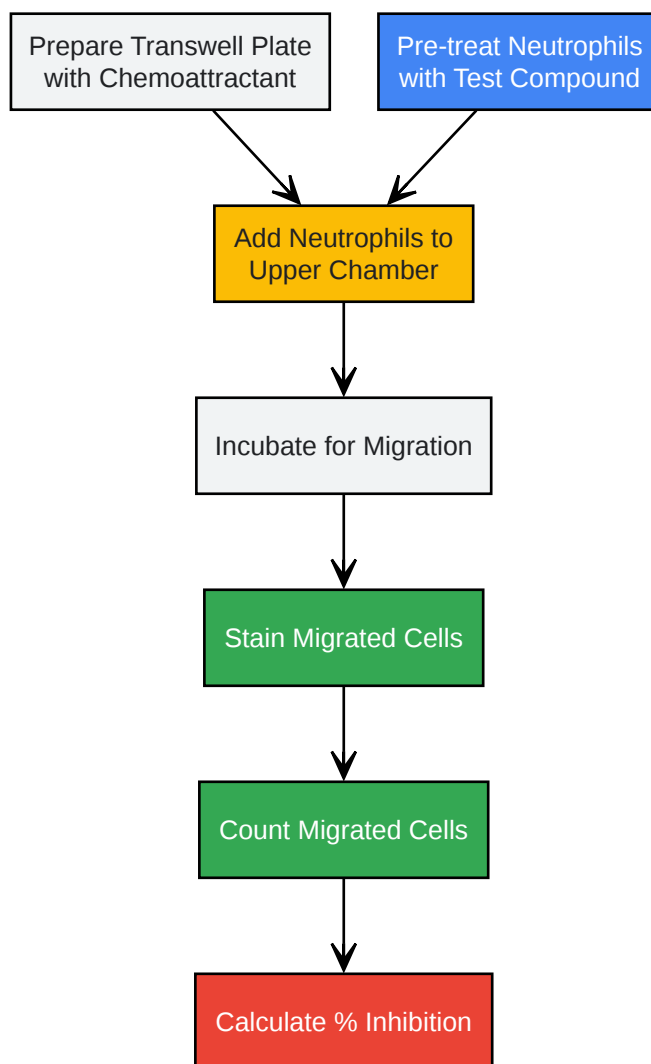 Prepare Transwell Plate
with Chemoattractant
Pre-treat Neutrophils
with Test Compound
Add Neutrophils to
Upper Chamber
Incubate for Migration
Stain Migrated Cells
Count Migrated Cells
Calculate % Inhibition